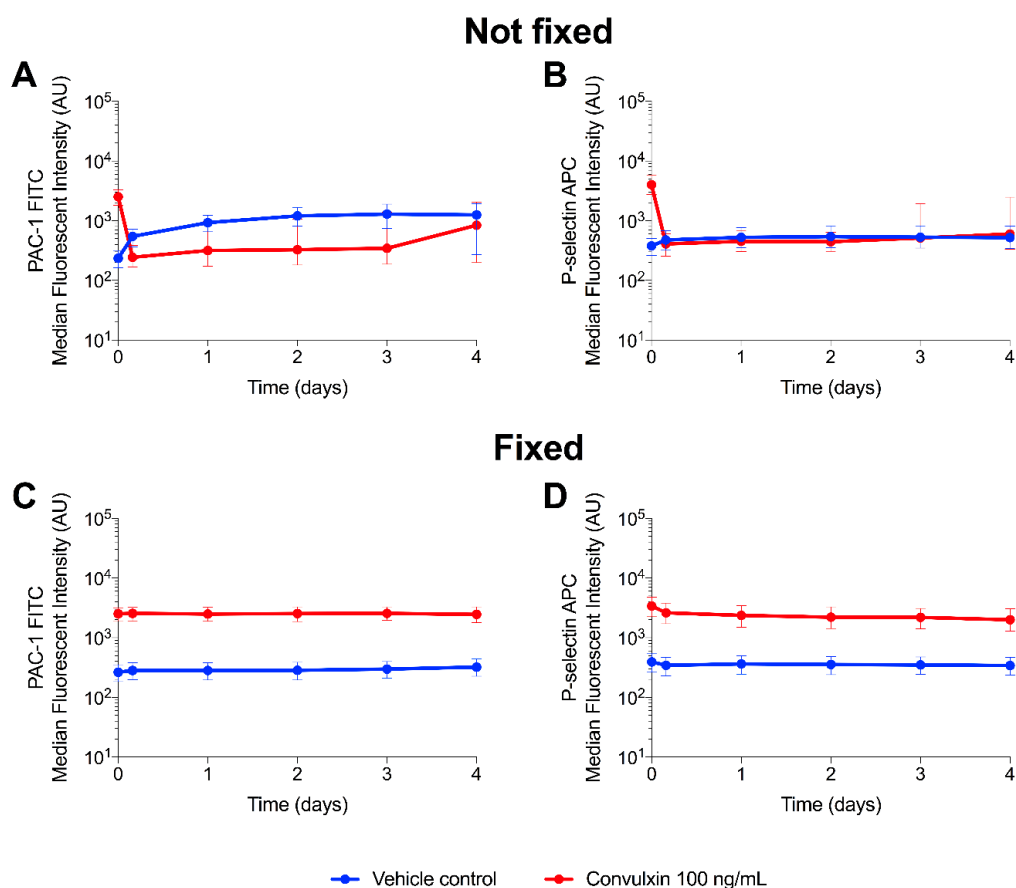 Not fixed
A
PAC-1 FITC
Median Fluorescent Intensity (AU)
10⁵
10⁴
10³
10²
10¹
0 1 2 3 4
Time (days)
B
P-selectin APC
Median Fluorescent Intensity (AU)
10⁵
10⁴
10³
10²
10¹
0 1 2 3 4
Time (days)
Fixed
C
PAC-1 FITC
Median Fluorescent Intensity (AU)
10⁵
10⁴
10³
10²
10¹
0 1 2 3 4
Time (days)
D
P-selectin APC
Median Fluorescent Intensity (AU)
10⁵
10⁴
10³
10²
10¹
0 1 2 3 4
Time (days)
Vehicle control
Convulxin 100 ng/mL